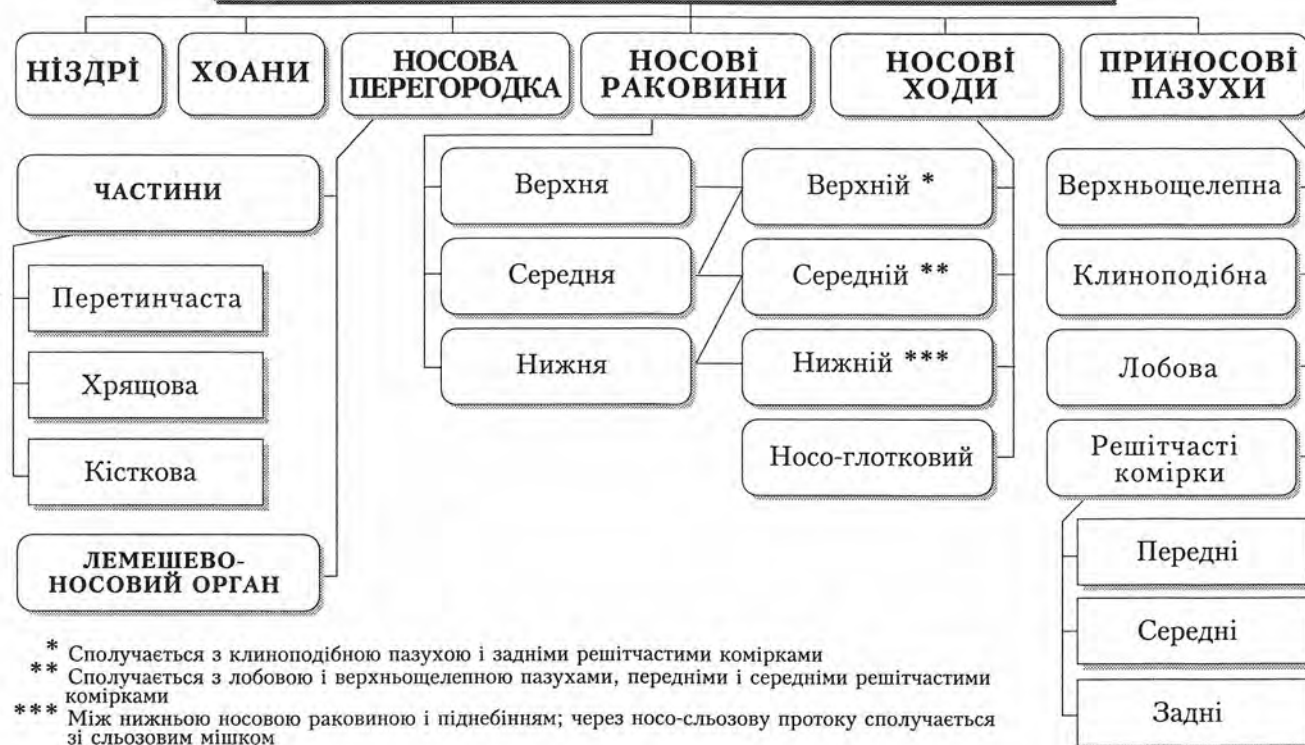 НІЗДРІ
ХОАНИ
НОСОВА
ПЕРЕГОРОДКА
НОСОВІ
РАКОВИНИ
НОСОВІ
ХОДИ
ПРИНОСОВІ
ПАЗУХИ
ЧАСТИНИ
Перетинчаста
Хрящова
Кісткова
ЛЕМЕШЕВО-
НОСОВИЙ ОРГАН
Верхня
Середня
Нижня
Верхній *
Середній **
Нижній ***
Носо-глотковий
Верхньощелепна
Клиноподібна
Лобова
Решітчасті
комірки
Передні
Середні
Задні
* Сполучається з клиноподібною пазухою і задніми решітчастими комірками
** Сполучається з лобовою і верхньощелепною пазухами, передніми і середніми решітчастими
комірками
*** Між нижньою носовою раковиною і піднебінням; через носо-сльозову протоку сполучається
зі сльозовим мішком